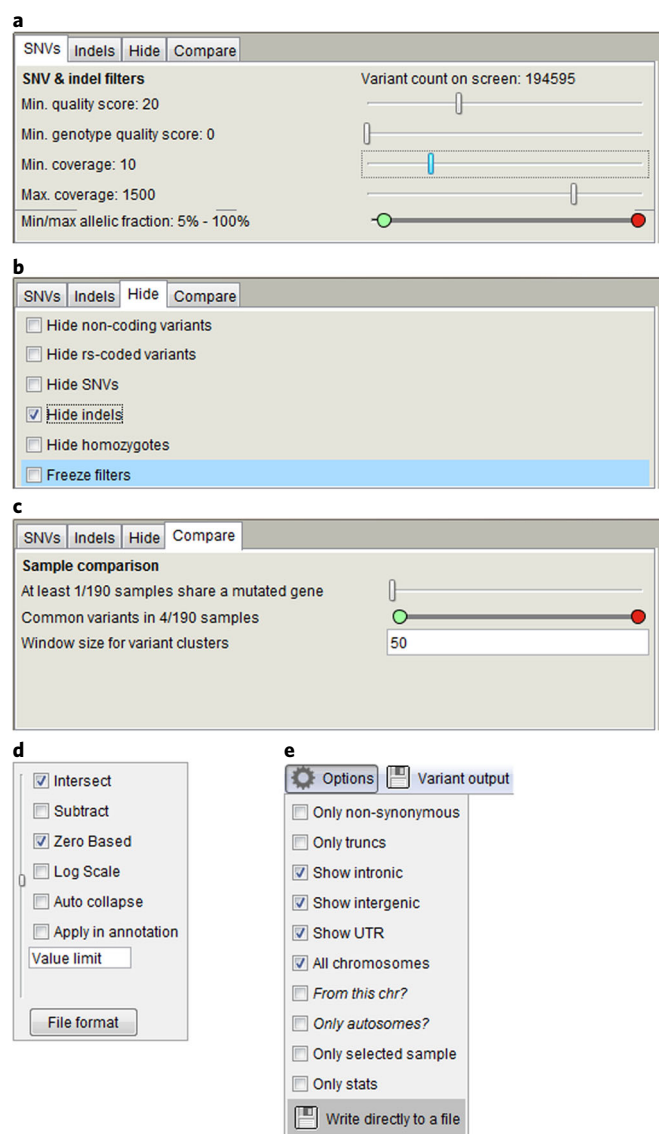 a
SNVs Indels Hide Compare
SNV & indel filters Variant count on screen: 194595
Min. quality score: 20
Min. genotype quality score: 0
Min. coverage: 10
Max. coverage: 1500
Min/max allelic fraction: 5% - 100%
b
SNVs Indels Hide Compare
Hide non-coding variants
Hide rs-coded variants
Hide SNVs
Hide indels
Hide homozygotes
Freeze filters
c
SNVs Indels Hide Compare
Sample comparison
At least 1/190 samples share a mutated gene
Common variants in 4/190 samples
Window size for variant clusters 50
d
Intersect
Subtract
Zero Based
Log Scale
Auto collapse
Apply in annotation
Value limit
File format
e
Options Variant output
Only non-synonymous
Only truncs
Show intronic
Show intergenic
Show UTR
All chromosomes
From this chr?
Only autosomes?
Only selected sample
Only stats
Write directly to a file